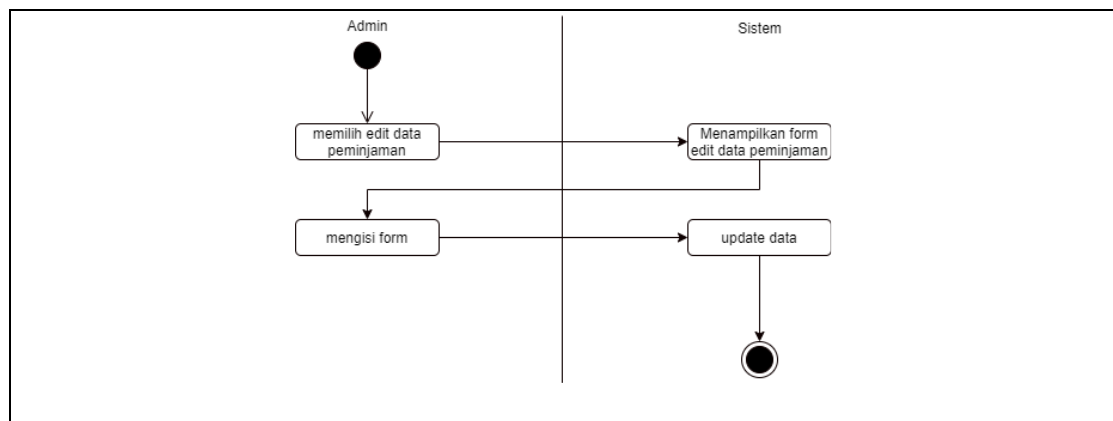 Admin
Sistem
memilih edit data
peminjaman
Menampilkan form
edit data peminjaman
mengisi form
update data